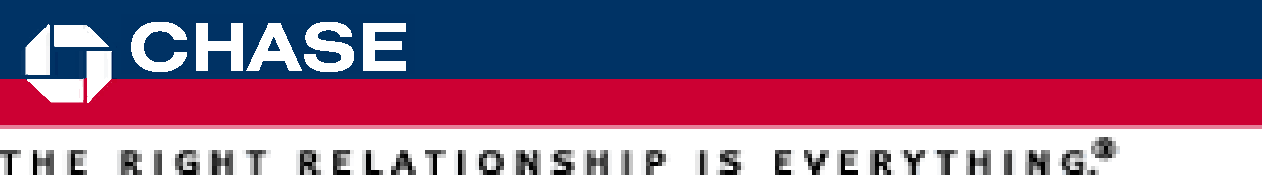 CHASE
THE RIGHT RELATIONSHIP IS EVERYTHING.®